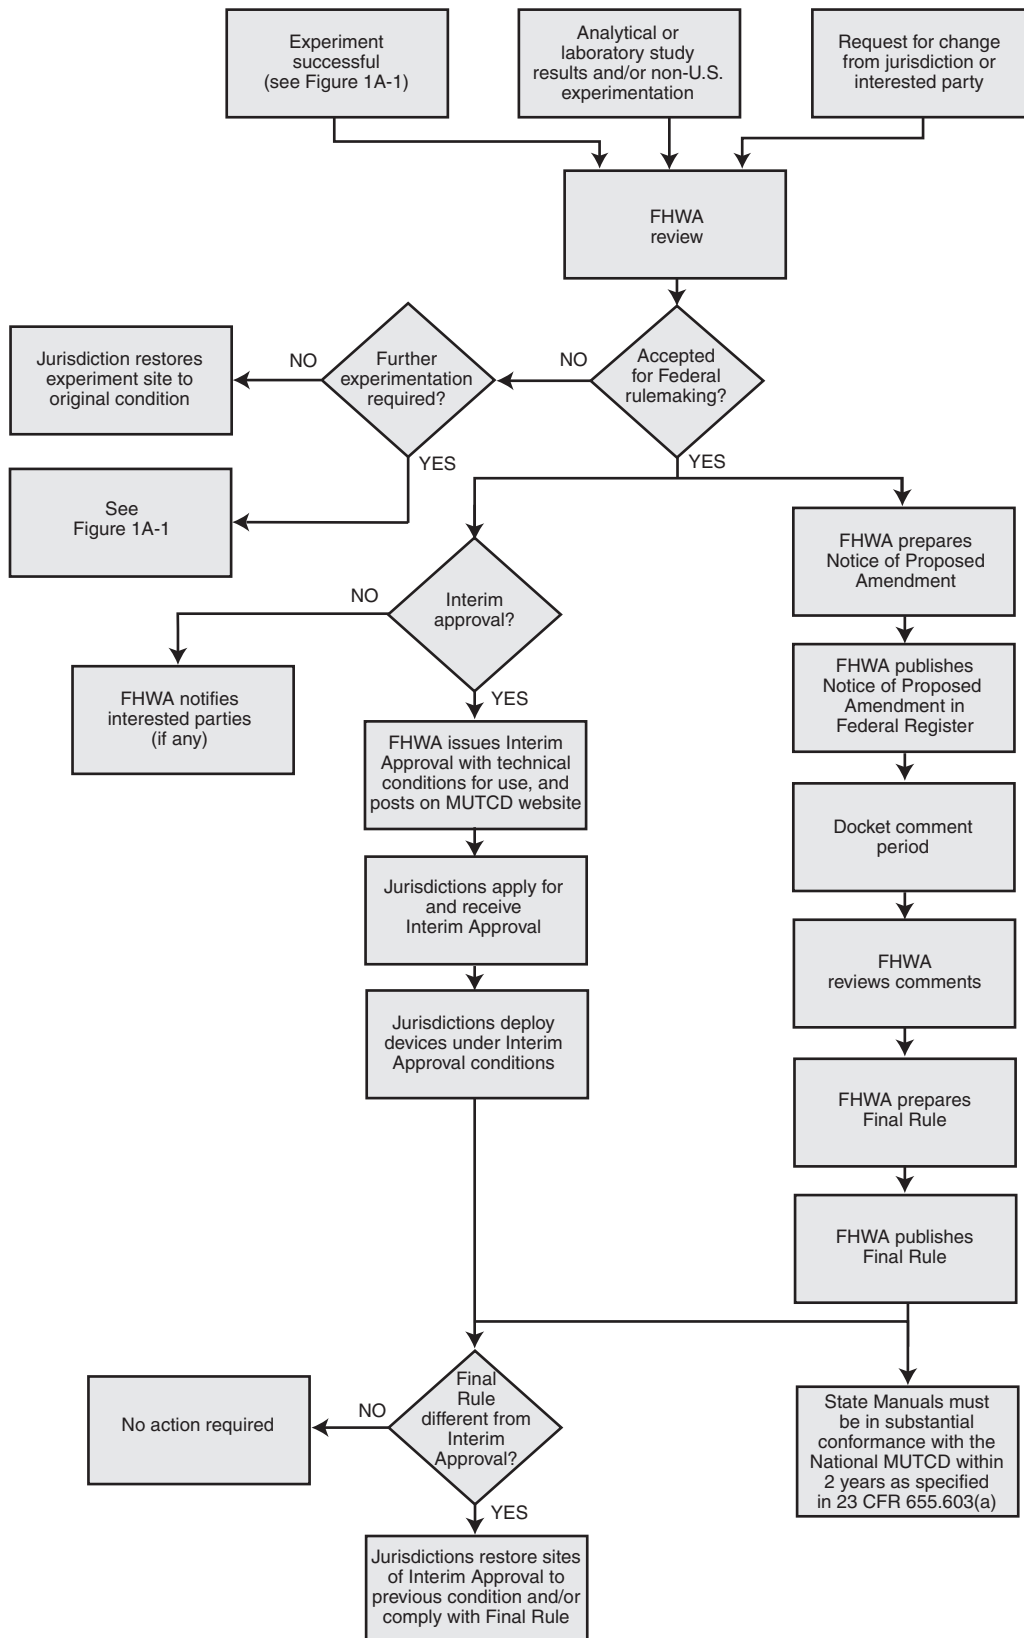 Experiment
successful
(see Figure 1A-1)
Analytical or
laboratory study
results and/or non-U.S.
experimentation
Request for change
from jurisdiction or
interested party
FHWA
review
Accepted
for Federal
rulemaking?
NO
YES
Further
experimentation
required?
NO
YES
Jurisdiction restores
experiment site to
original condition
See
Figure 1A-1
Interim
approval?
NO
YES
FHWA notifies
interested parties
(if any)
FHWA issues Interim
Approval with technical
conditions for use, and
posts on MUTCD website
Jurisdictions apply for
and receive
Interim Approval
Jurisdictions deploy
devices under Interim
Approval conditions
FHWA prepares
Notice of Proposed
Amendment
FHWA publishes
Notice of Proposed
Amendment in
Federal Register
Docket comment
period
FHWA
reviews comments
FHWA prepares
Final Rule
FHWA publishes
Final Rule
Final
Rule
different from
Interim
Approval?
NO
YES
No action required
State Manuals must
be in substantial
conformance with the
National MUTCD within
2 years as specified
in 23 CFR 655.603(a)
Jurisdictions restore sites
of Interim Approval to
previous condition and/or
comply with Final Rule